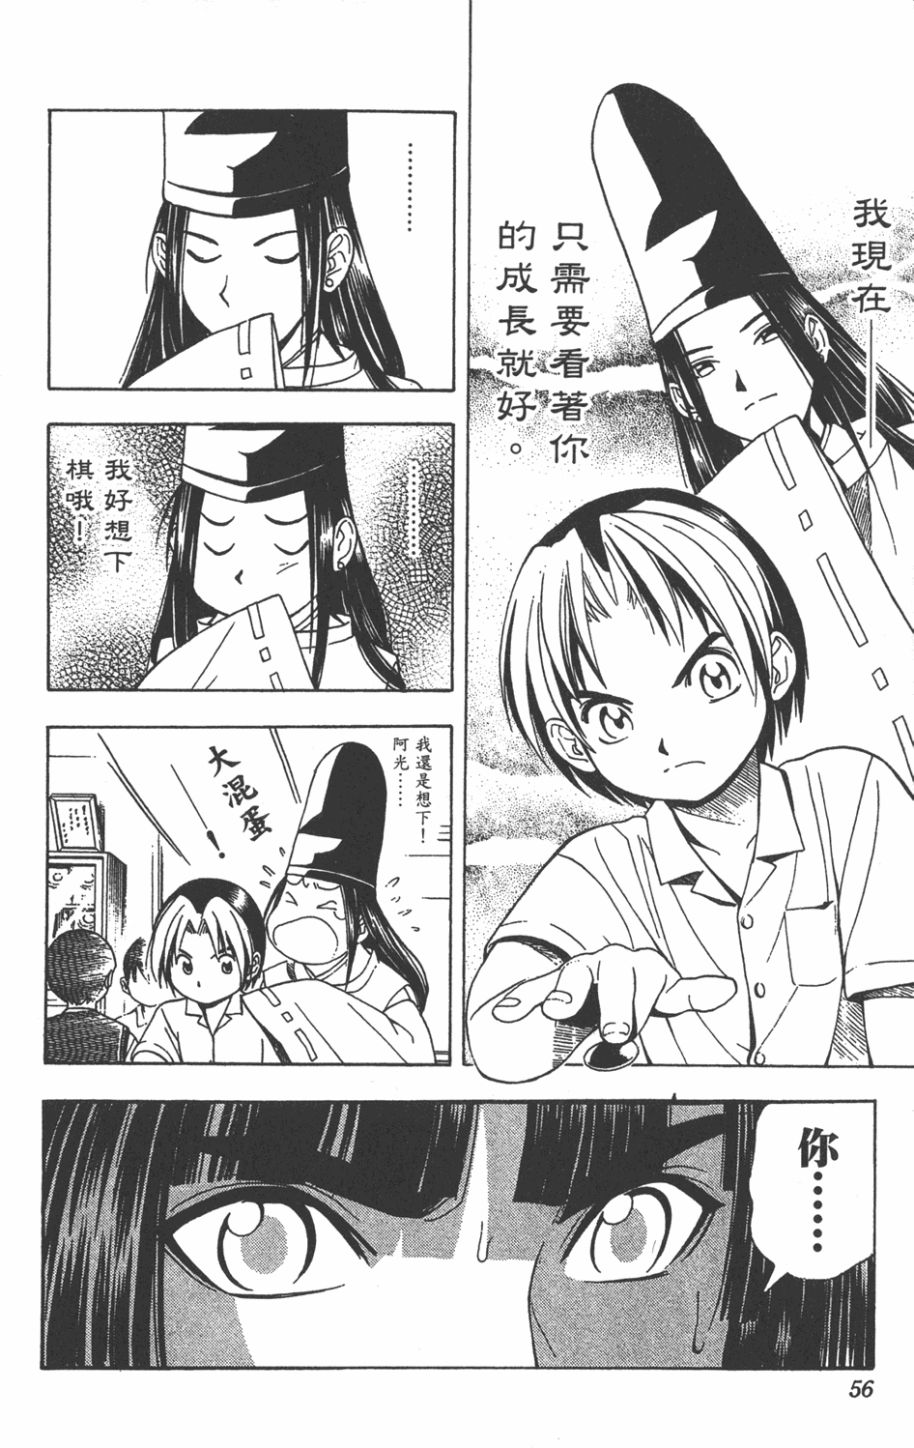 我現在——
只需要看著你
的成長就好。
…………
…………
我好想下
棋哦！
我還是想下！
阿光……
大混蛋！
你……
56